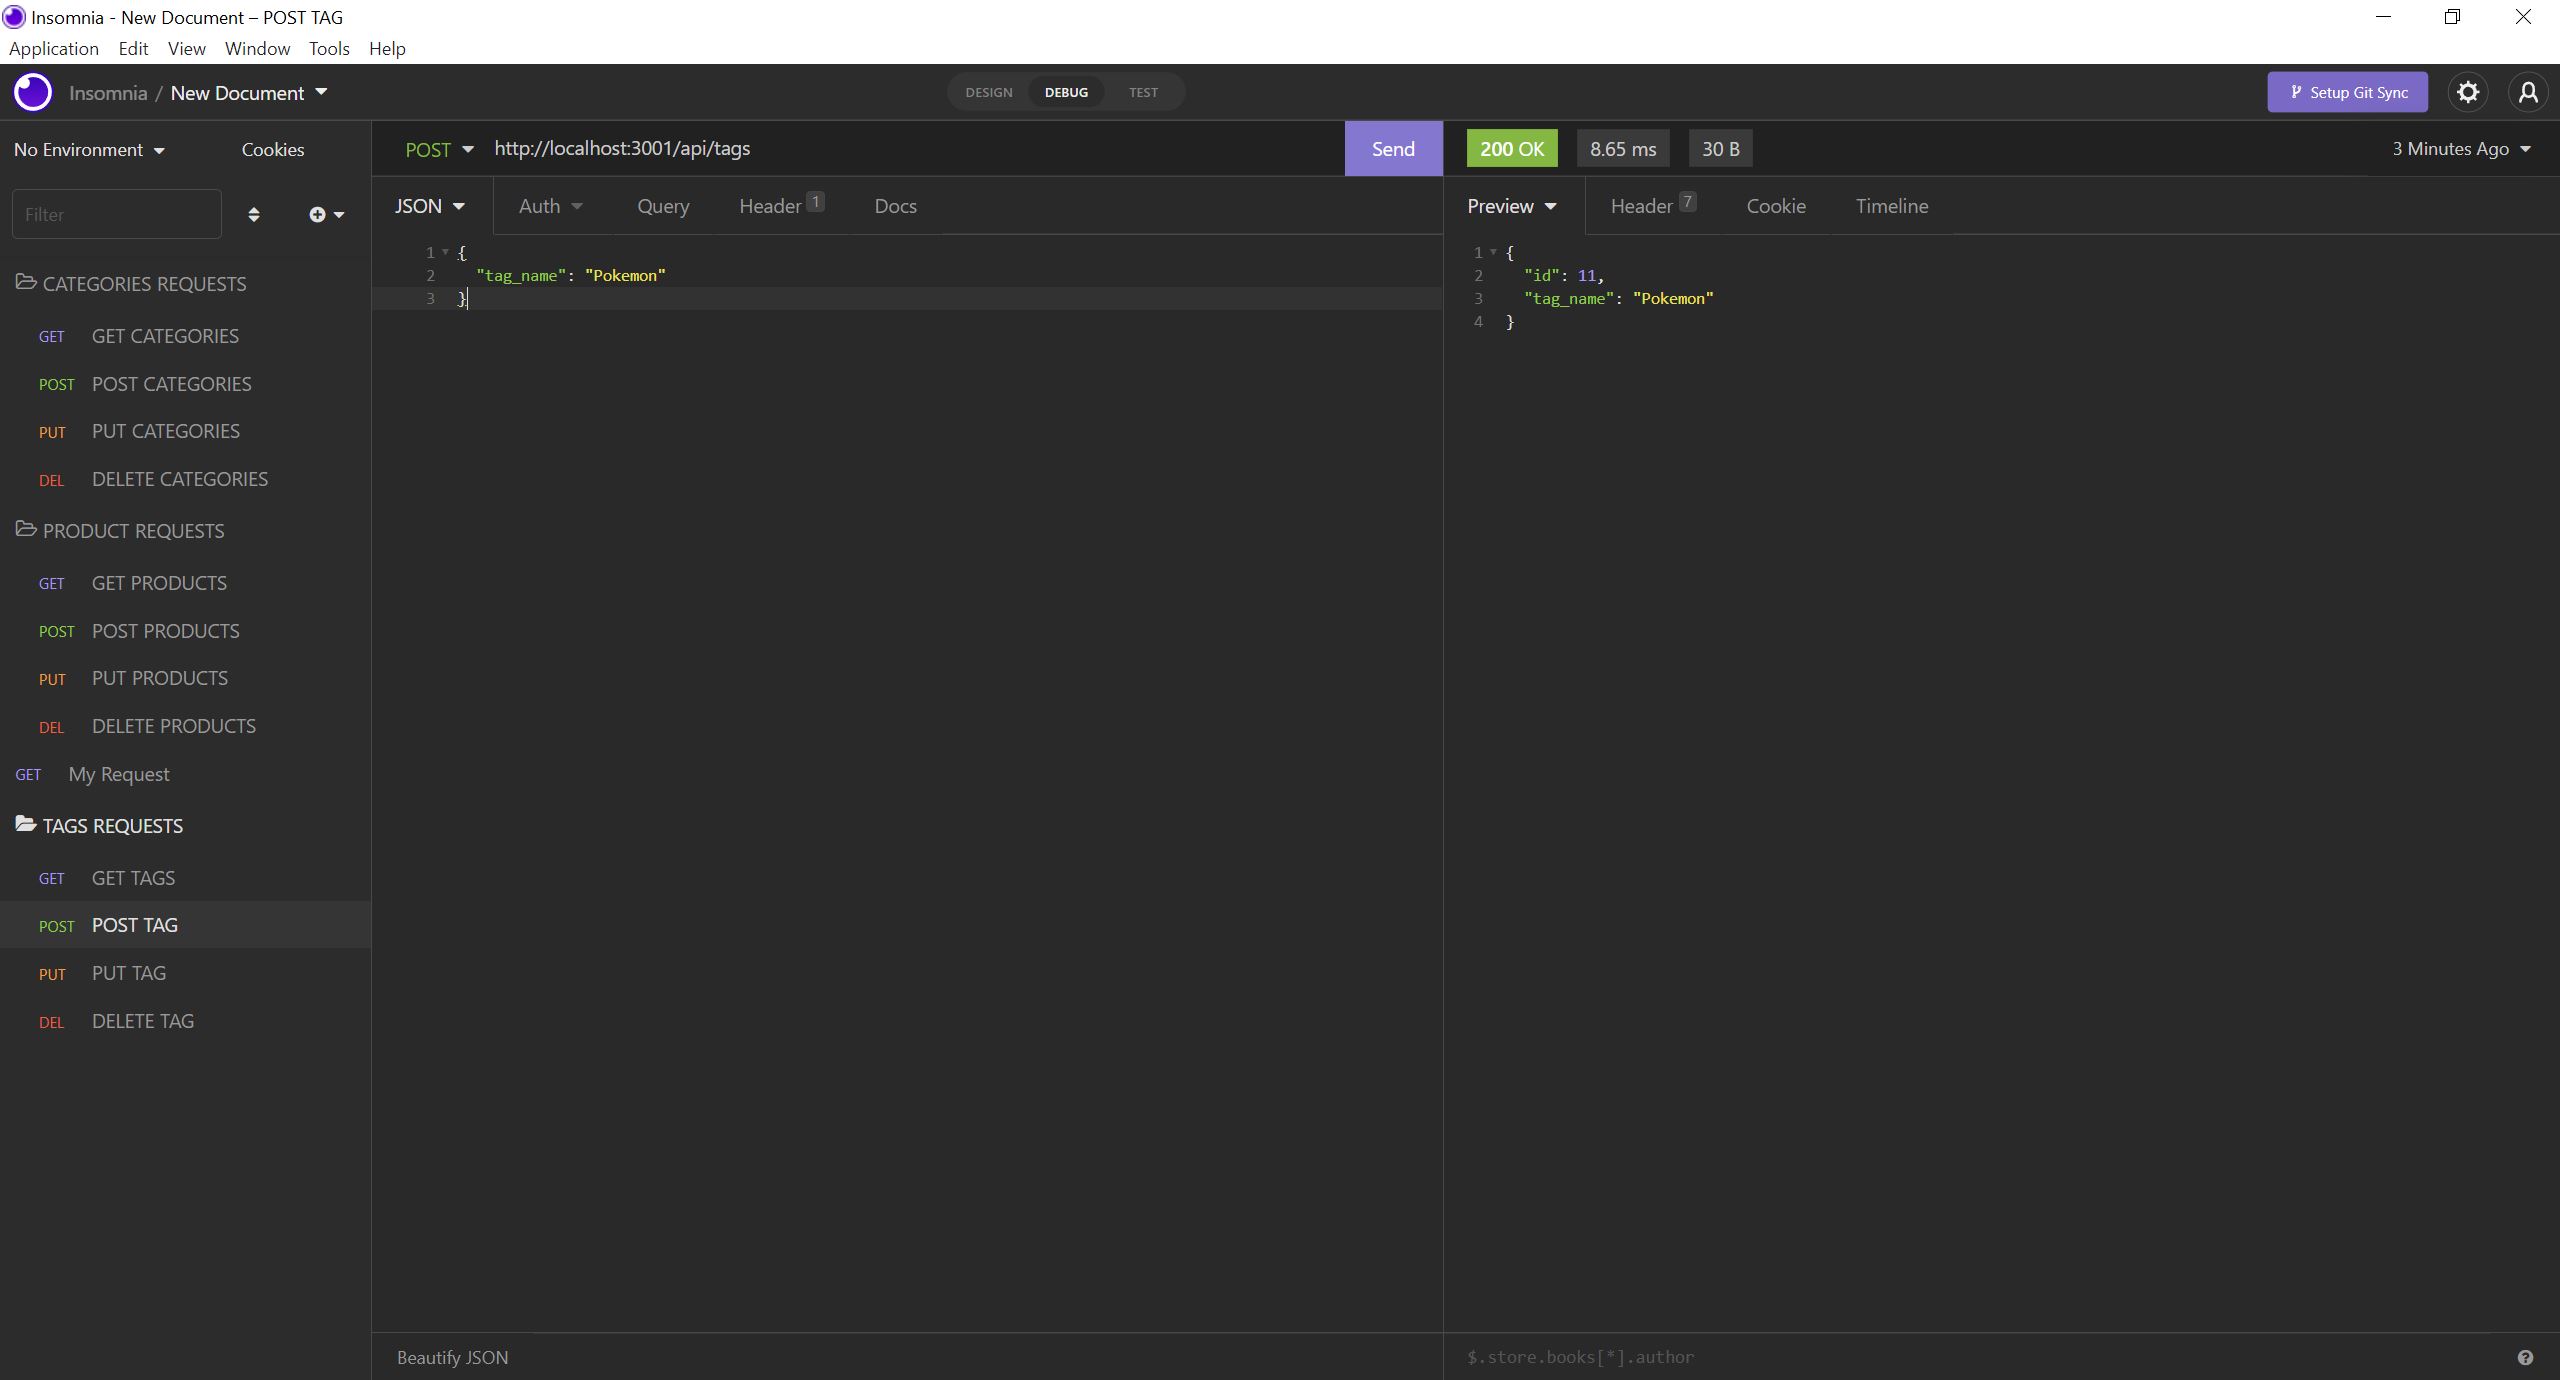 Insomnia - New Document – POST TAG
Application Edit View Window Tools Help
Insomnia / New Document
DESIGN DEBUG TEST
Setup Git Sync
No Environment Cookies
POST http://localhost:3001/api/tags Send
200 OK 8.65 ms 30 B 3 Minutes Ago
Filter
JSON Auth Query Header 1 Docs
Preview Header 7 Cookie Timeline
1 {
2 "tag_name": "Pokemon"
3 }
1 {
2 "id": 11,
3 "tag_name": "Pokemon"
4 }
CATEGORIES REQUESTS
GET GET CATEGORIES
POST POST CATEGORIES
PUT PUT CATEGORIES
DEL DELETE CATEGORIES
PRODUCT REQUESTS
GET GET PRODUCTS
POST POST PRODUCTS
PUT PUT PRODUCTS
DEL DELETE PRODUCTS
GET My Request
TAGS REQUESTS
GET GET TAGS
POST POST TAG
PUT PUT TAG
DEL DELETE TAG
Beautify JSON
$.store.books[*].author
?